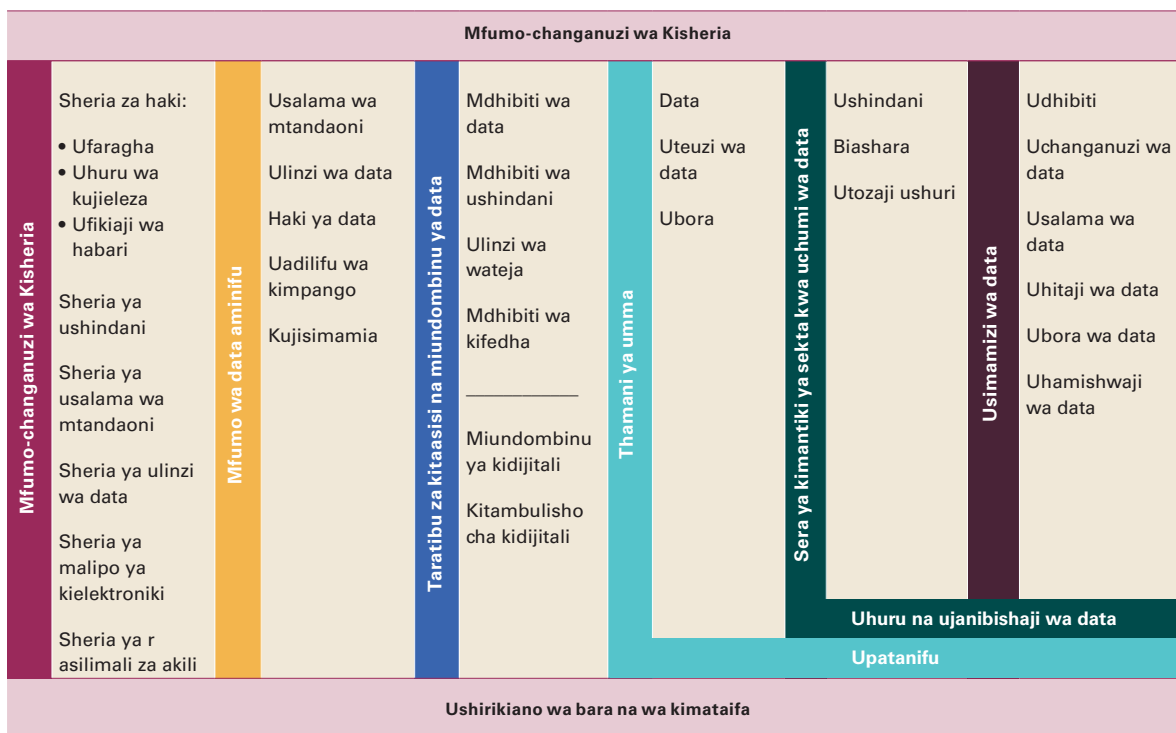 Mfumo-changanuzi wa Kisheria
Mfumo-changanuzi wa Kisheria
Sheria za haki:
• Ufaragha
• Uhuru wa
kujieleza
• Ufikiaji wa
habari
Sheria ya
ushindani
Sheria ya
usalama wa
mtandaoni
Sheria ya ulinzi
wa data
Sheria ya
malipo ya
kielektroniki
Sheria ya r
asilimali za akili
Mfumo wa data aminifu
Usalama wa
mtandaoni
Ulinzi wa data
Haki ya data
Uadilifu wa
kimpango
Kujisimamia
Taratibu za kitaasisi na miundombinu ya data
Mdhibiti wa
data
Mdhibiti wa
ushindani
Ulinzi wa
wateja
Mdhibiti wa
kifedha
Miundombinu
ya kidijitali
Kitambulisho
cha kidijitali
Thamani ya umma
Data
Uteuzi wa
data
Ubora
Sera ya kimantiki ya sekta kwa uchumi wa data
Ushindani
Biashara
Utozaji ushuri
Usimamizi wa data
Udhibiti
Uchanganuzi wa
data
Usalama wa
data
Uhitaji wa data
Ubora wa data
Uhamishwaji
wa data
Uhuru na ujanibishaji wa data
Upatanifu
Ushirikiano wa bara na wa kimataifa